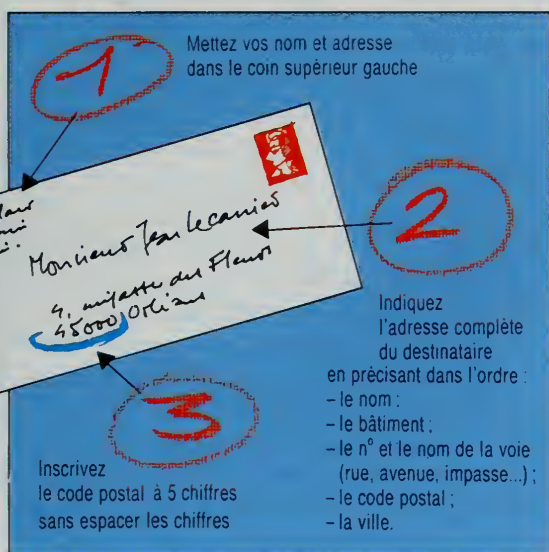 1
Mettez vos nom et adresse
dans le coin supérieur gauche
Monsieur Jean Lecanier
4, impasse des Fleurs
45000 Orléans
2
Indiquez
l'adresse complète
du destinataire
en précisant dans l'ordre :
– le nom :
– le bâtiment ;
– le n° et le nom de la voie
(rue, avenue, impasse...) ;
– le code postal ;
– la ville.
3
Inscrivez
le code postal à 5 chiffres
sans espacer les chiffres